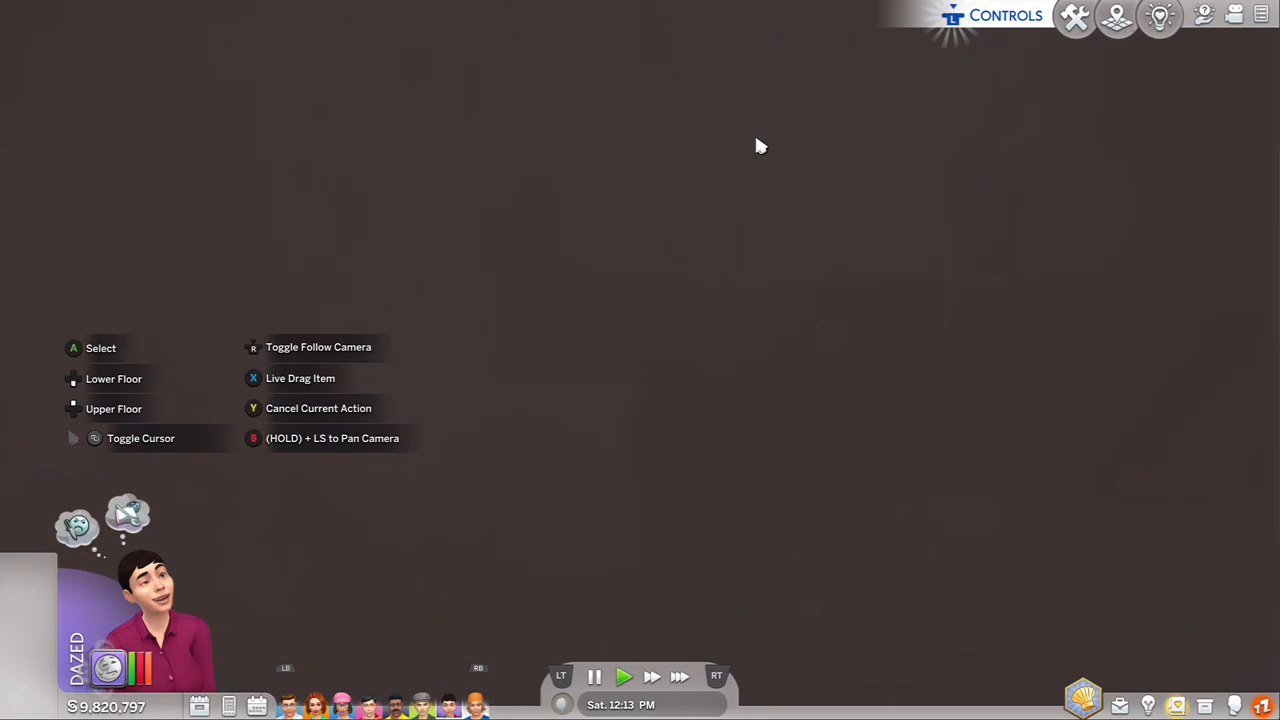 L CONTROLS
A Select
R Toggle Follow Camera
Lower Floor
X Live Drag Item
Upper Floor
Y Cancel Current Action
Toggle Cursor
B (HOLD) + LS to Pan Camera
DAZED
LB
RB
LT
RT
§9,820,797
Sat. 12:13 PM